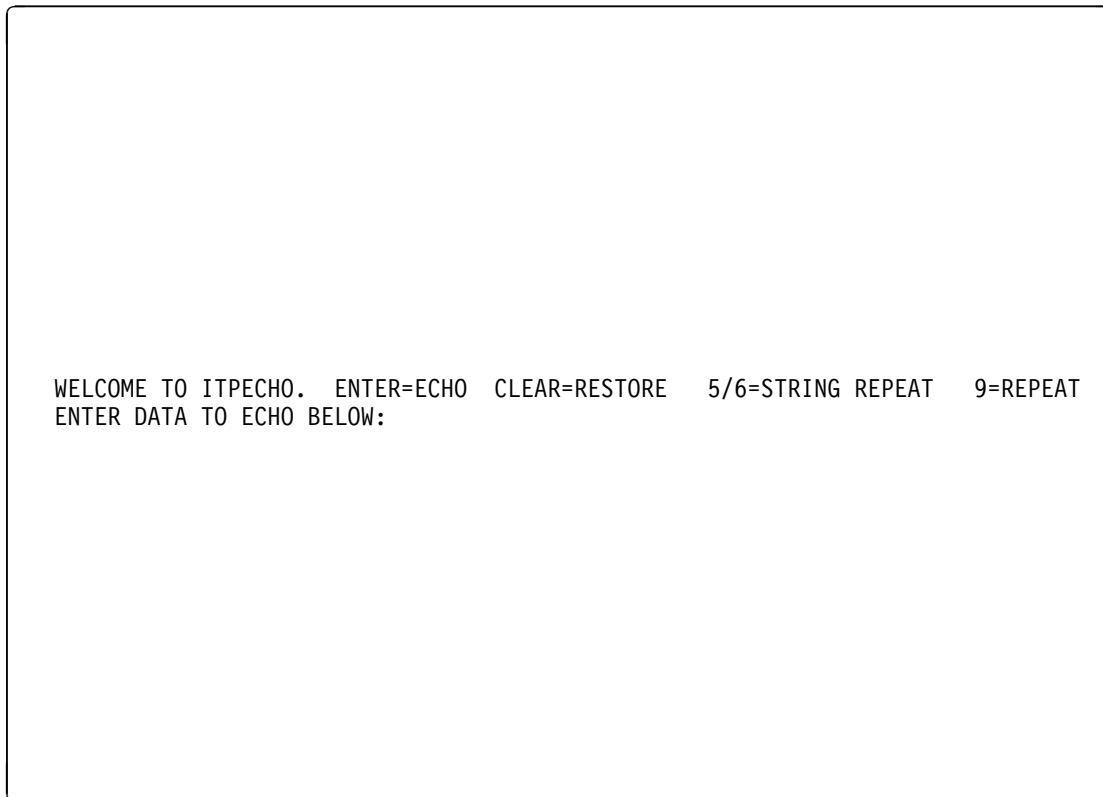 WELCOME TO ITPECHO.  ENTER=ECHO  CLEAR=RESTORE   5/6=STRING REPEAT   9=REPEAT
ENTER DATA TO ECHO BELOW: